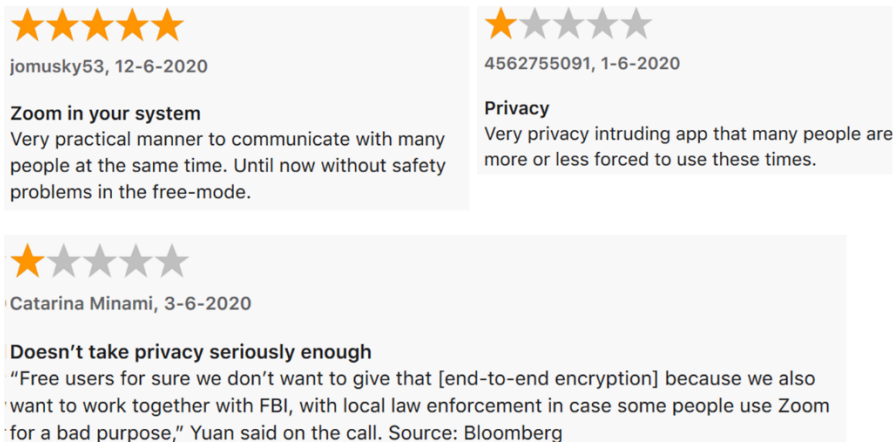 jomusky53, 12-6-2020
Zoom in your system
Very practical manner to communicate with many
people at the same time. Until now without safety
problems in the free-mode.
4562755091, 1-6-2020
Privacy
Very privacy intruding app that many people are
more or less forced to use these times.
Catarina Minami, 3-6-2020
Doesn’t take privacy seriously enough
“Free users for sure we don’t want to give that [end-to-end encryption] because we also
want to work together with FBI, with local law enforcement in case some people use Zoom
for a bad purpose,” Yuan said on the call. Source: Bloomberg